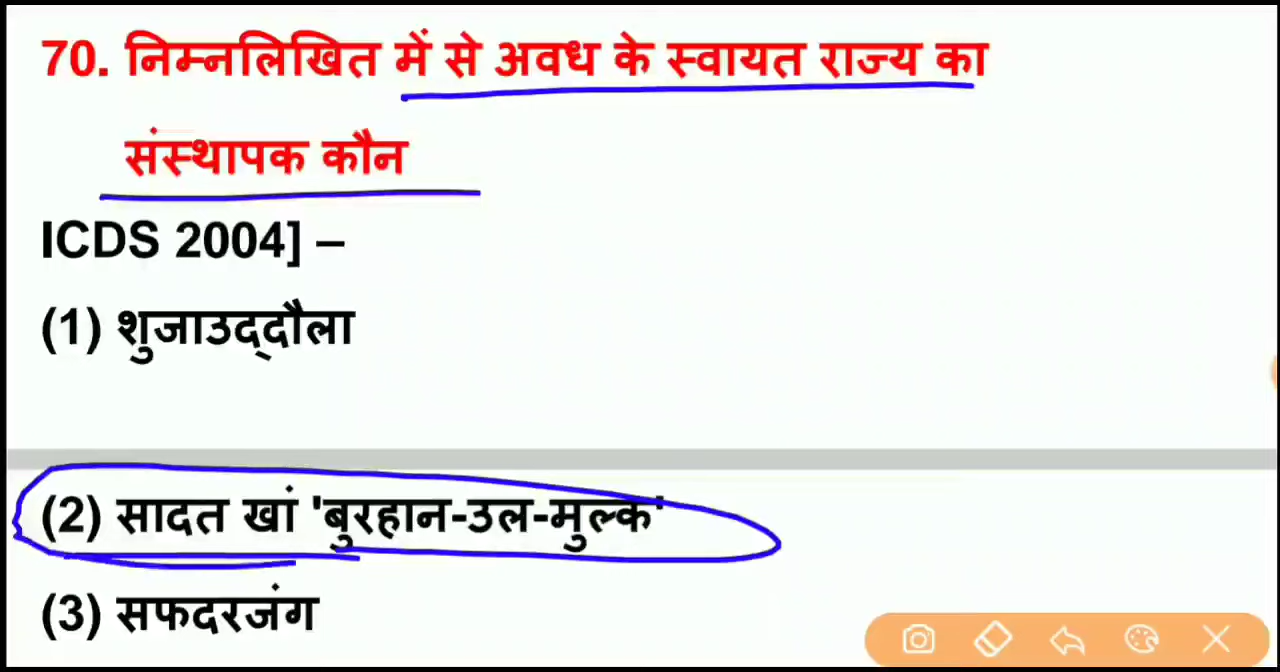 70. निम्नलिखित में से अवध के स्वायत राज्य का
संस्थापक कौन
ICDS 2004] –
(1) शुजाउद्दौला
(2) सादत खां 'बुरहान-उल-मुल्क'
(3) सफदरजंग